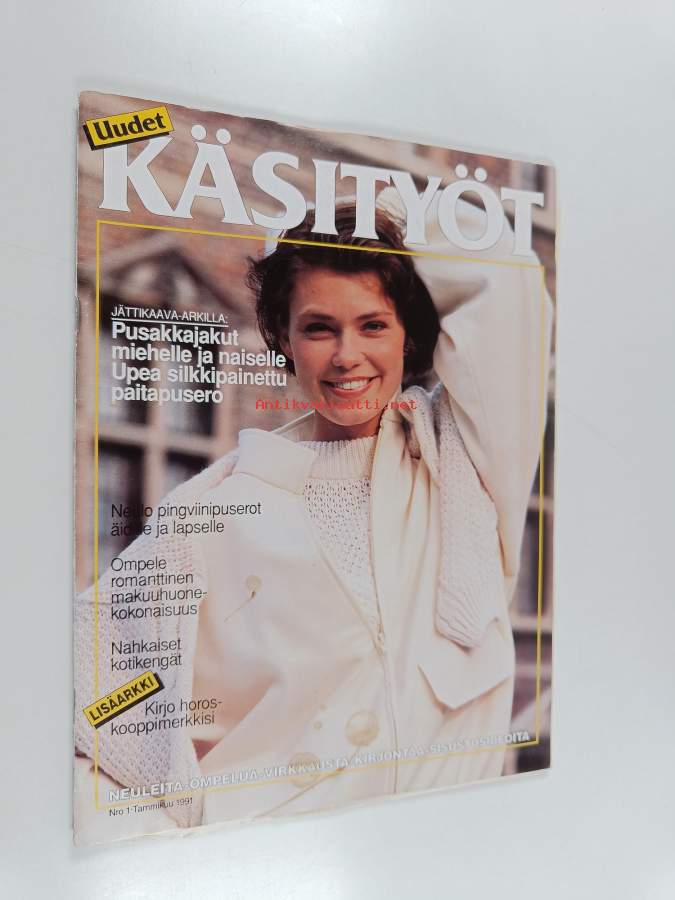 Uudet
KÄSITYÖT
JÄTTIKAAVA-ARKILLA:
Pusakkajakut
miehelle ja naiselle
Upea silkkipainettu
paitapusero
Antikvariaatti.net
Neulo pingviinipuserot
äidille ja lapselle
Ompele
romanttinen
makuuhuone-
kokonaisuus
Nahkaiset
kotikengät
LISÄARKKI
Kirjo horos-
kooppimerkkisi
NEULEITA-OMPELUA-VIRKKAUSTA-KIRJONTAA-SISUSTUSIDEOITA
Nro 1·Tammikuu 1991